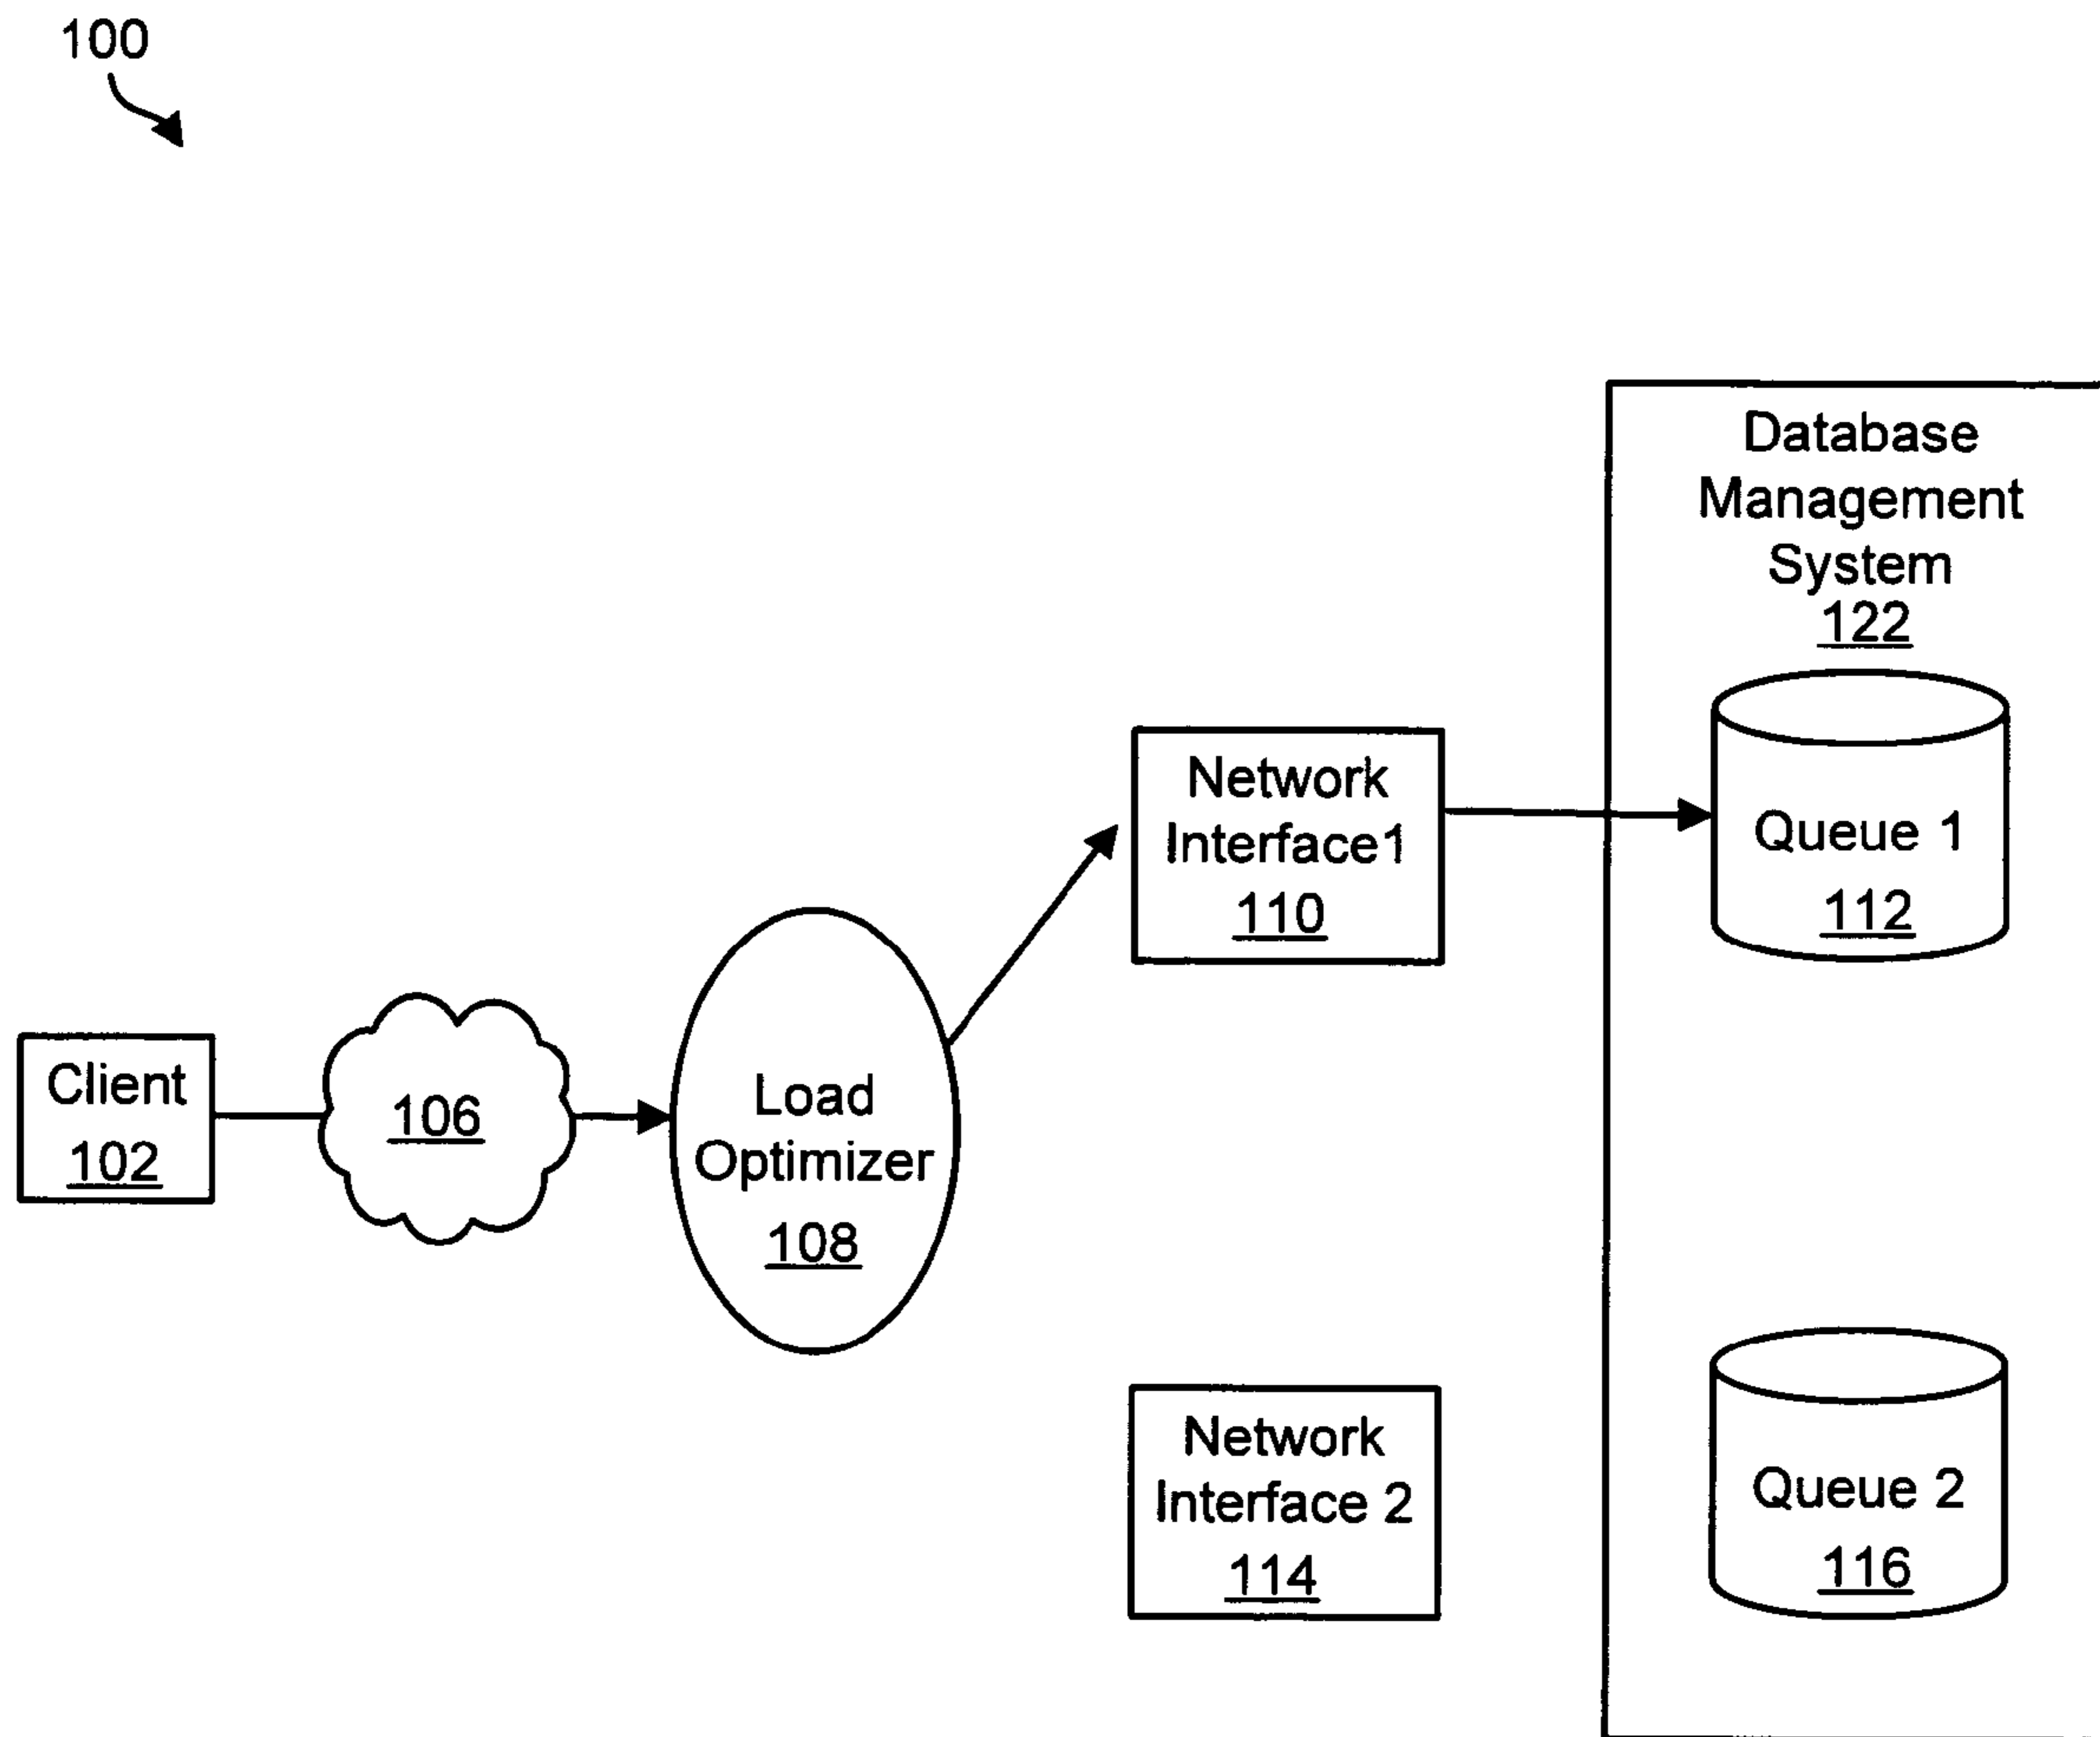 100
Database
Management
System
122
Network
Interface1
110
Queue 1
112
Client
102
106
Load
Optimizer
108
Network
Interface 2
114
Queue 2
116